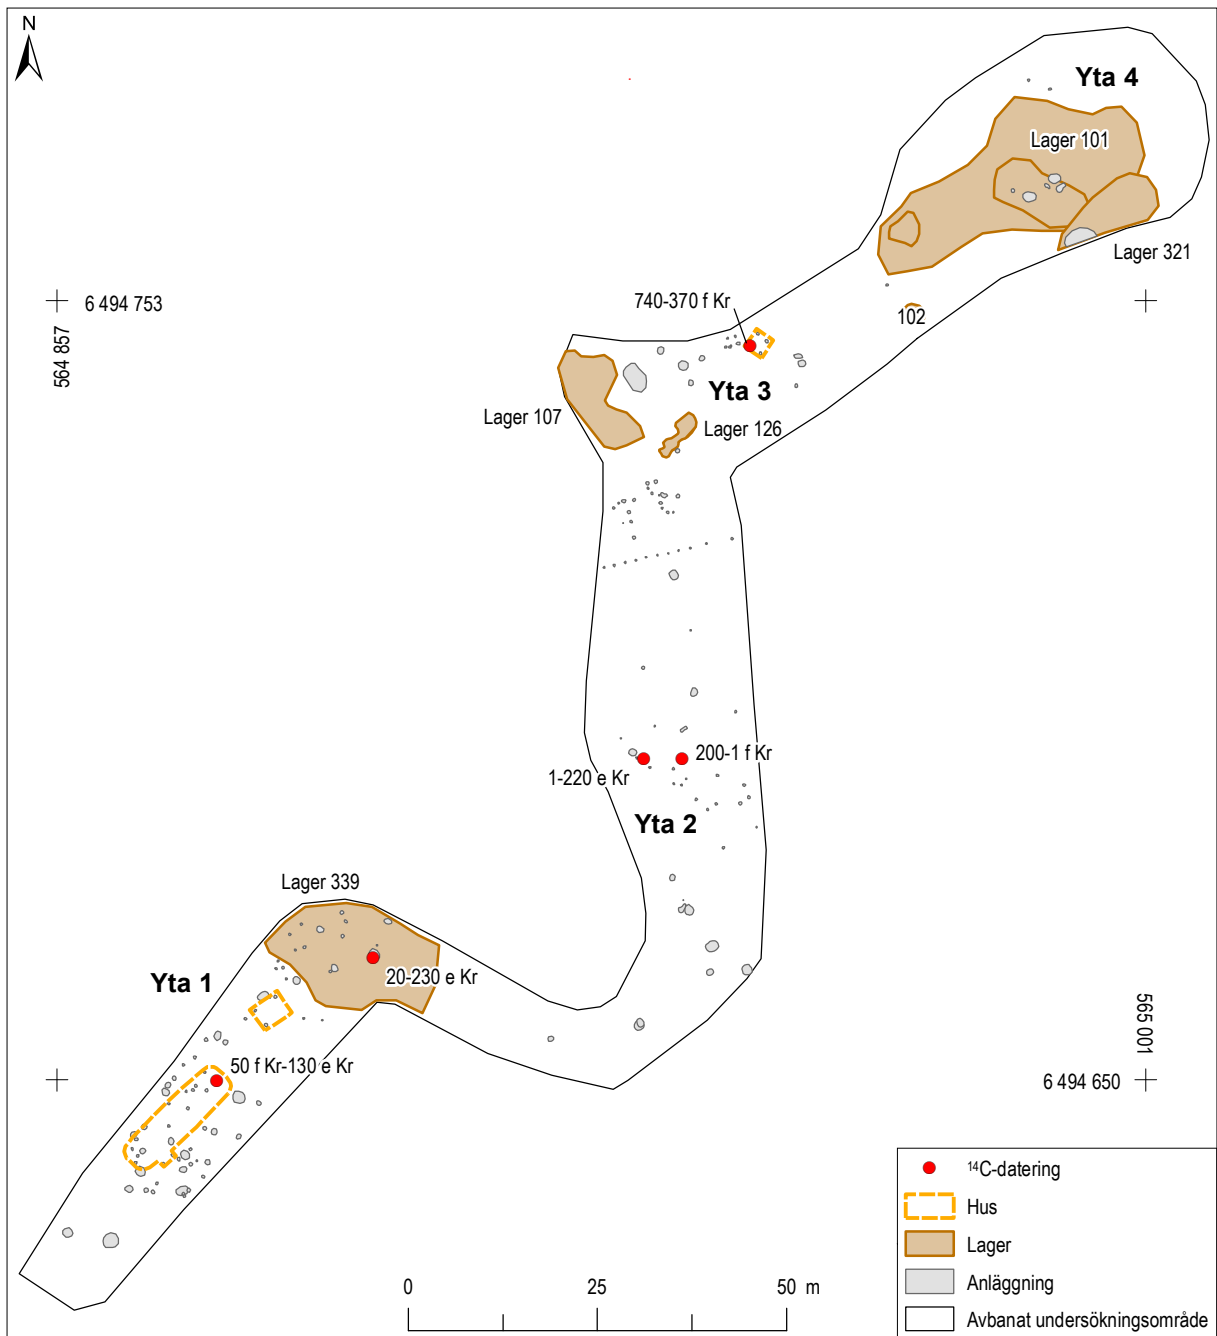 N
Yta 4
Lager 101
Lager 321
740-370 f Kr
6 494 753
102
564 857
Yta 3
Lager 107
Lager 126
200-1 f Kr
1-220 e Kr
Yta 2
Lager 339
20-230 e Kr
Yta 1
565 001
50 f Kr-130 e Kr
6 494 650
¹⁴C-datering
Hus
Lager
Anläggning
Avbanat undersökningsområde
0 25 50 m